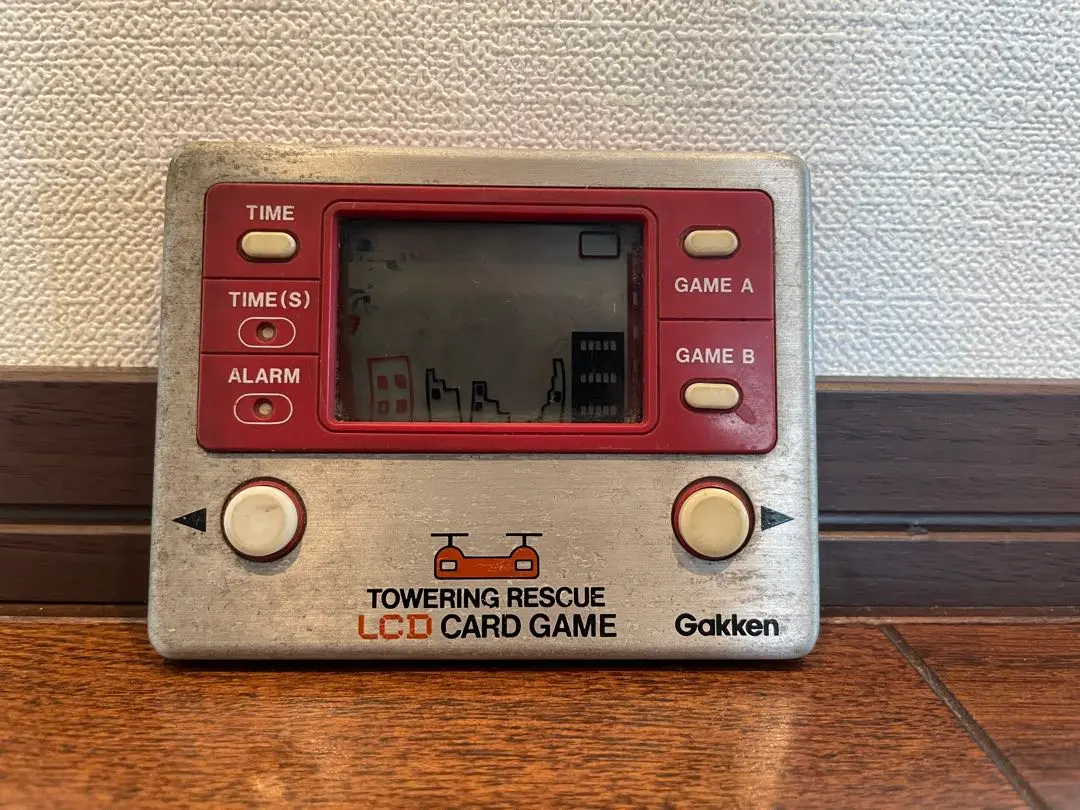 TIME
TIME(S)
ALARM
GAME A
GAME B
TOWERING RESCUE
LCD CARD GAME
Gakken